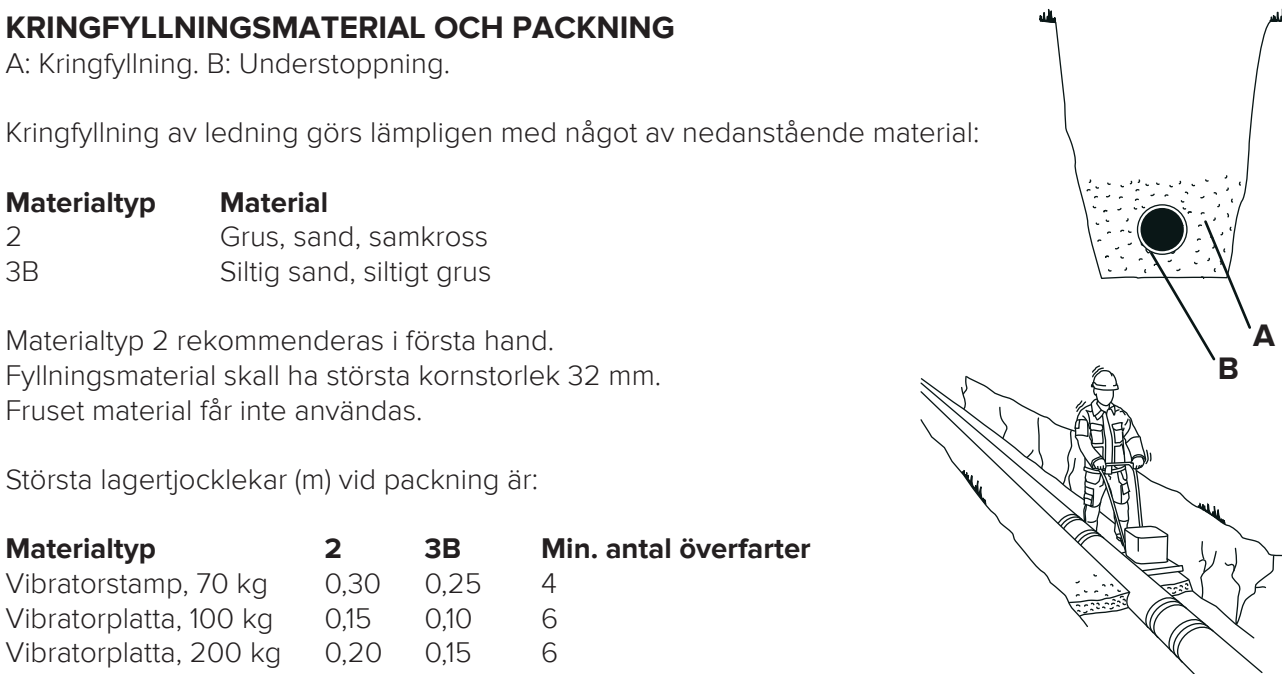 KRINGFYLLNINGSMATERIAL OCH PACKNING
A: Kringfyllning. B: Understoppning.
Kringfyllning av ledning görs lämpligen med något av nedanstående material:
Materialtyp Material
2 Grus, sand, samkross
3B Siltig sand, siltigt grus
Materialtyp 2 rekommenderas i första hand.
Fyllningsmaterial skall ha största kornstorlek 32 mm.
Fruset material får inte användas.
Största lagertjocklekar (m) vid packning är:
Materialtyp 2 3B Min. antal överfarter
Vibratorstamp, 70 kg 0,30 0,25 4
Vibratorplatta, 100 kg 0,15 0,10 6
Vibratorplatta, 200 kg 0,20 0,15 6
A
B